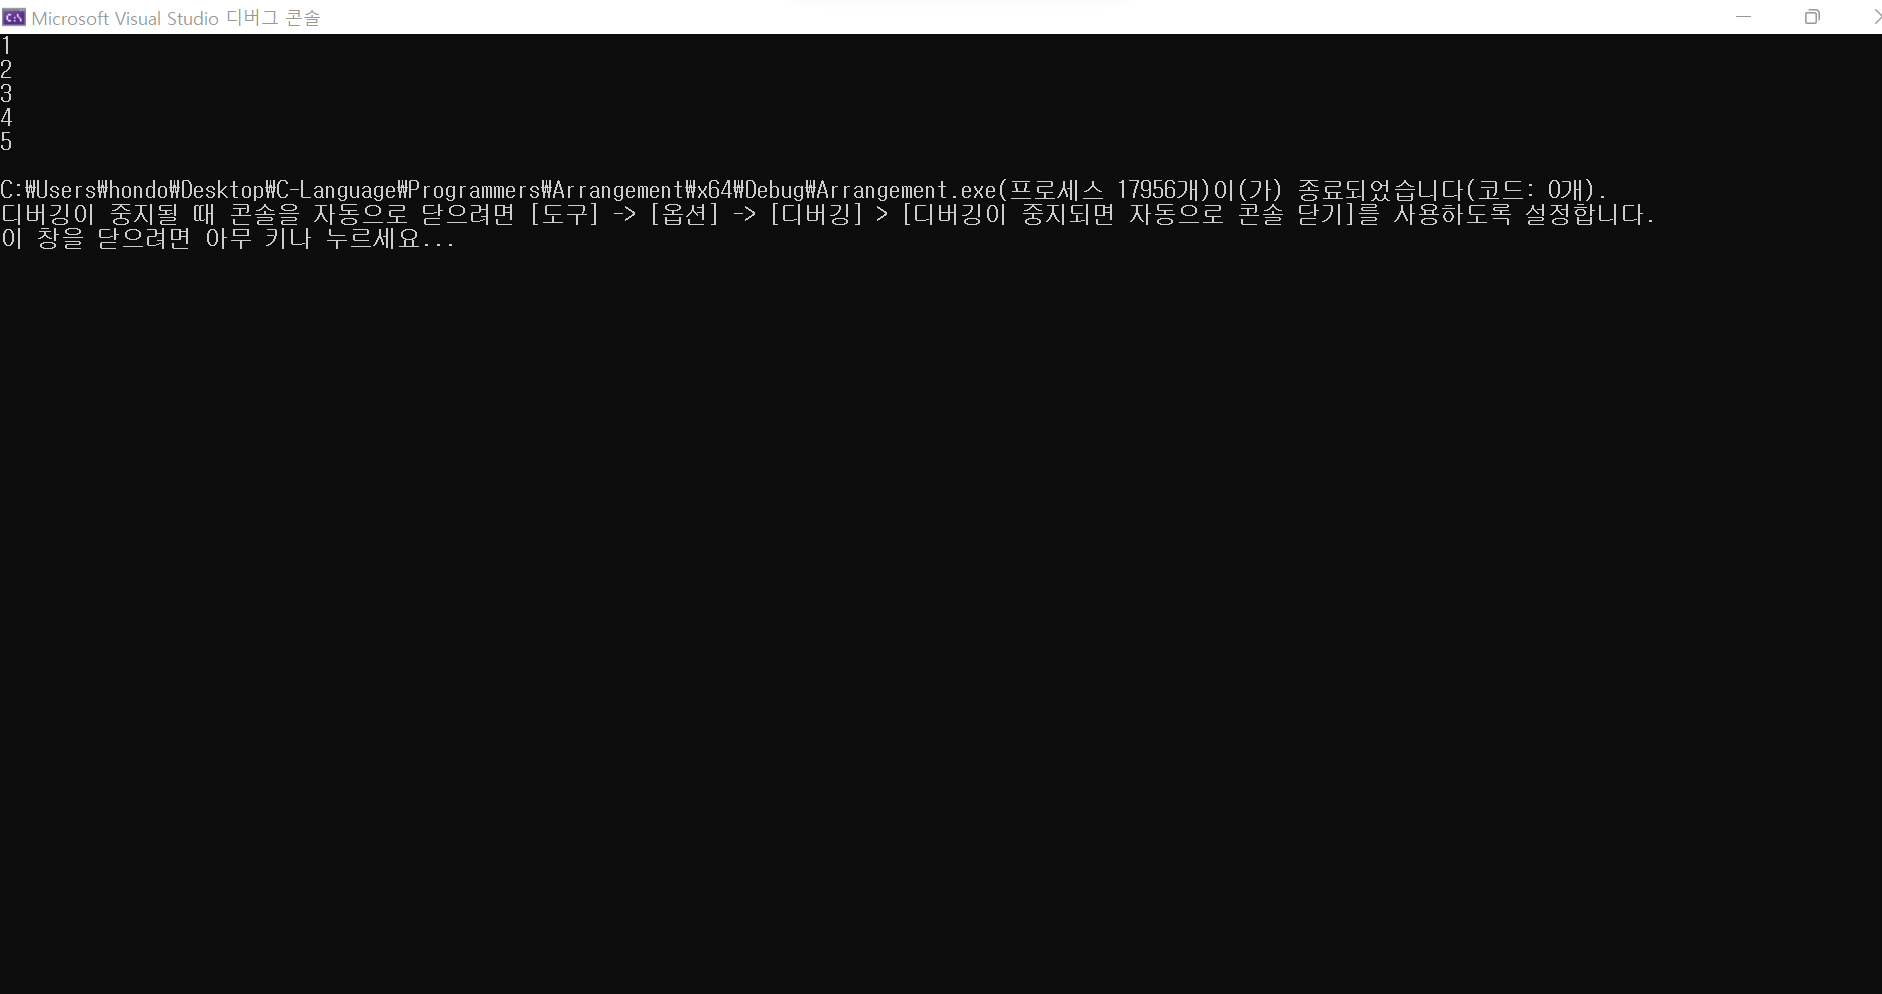 Microsoft Visual Studio 디버그 콘솔
1
2
3
4
5
C:₩Users₩hondo₩Desktop₩C-Language₩Programmers₩Arrangement₩x64₩Debug₩Arrangement.exe(프로세스 17956개)이(가) 종료되었습니다(코드: 0개).
디버깅이 중지될 때 콘솔을 자동으로 닫으려면 [도구] -> [옵션] -> [디버깅] > [디버깅이 중지되면 자동으로 콘솔 닫기]를 사용하도록 설정합니다.
이 창을 닫으려면 아무 키나 누르세요...